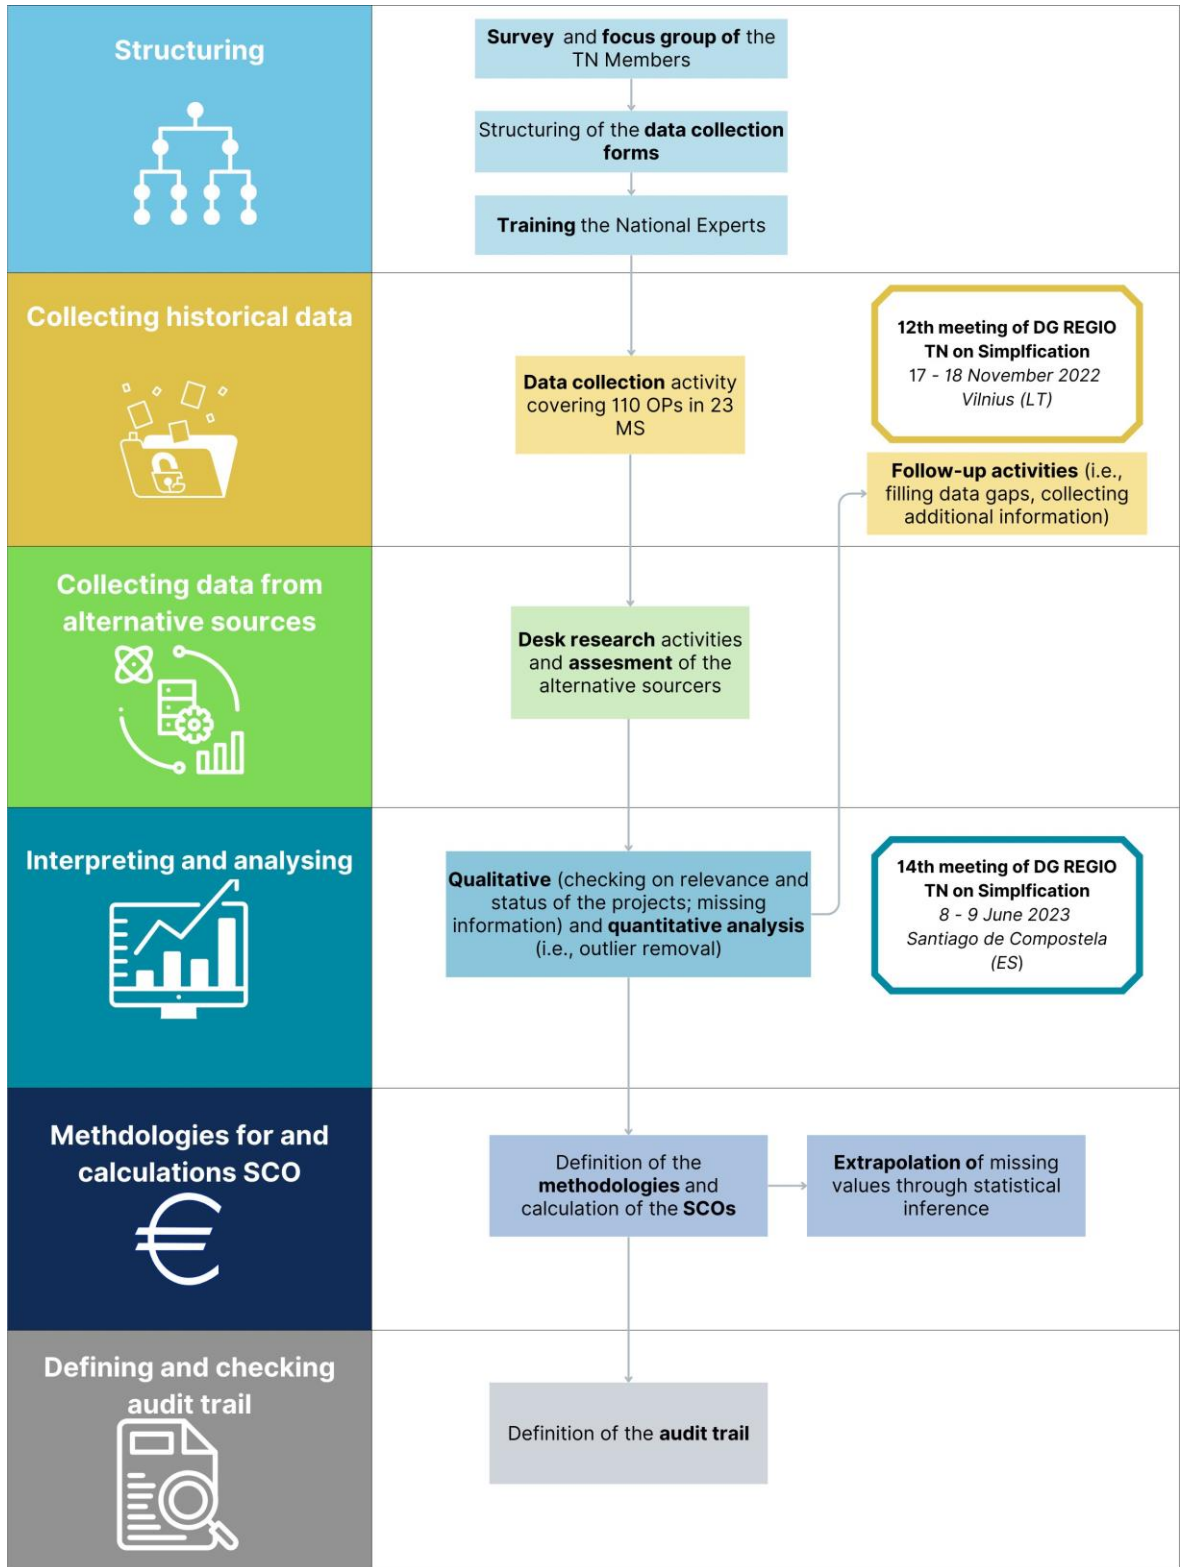 Structuring
Survey and focus group of the
TN Members
Structuring of the data collection
forms
Training the National Experts
Collecting historical data
Data collection activity
covering 110 OPs in 23
MS
12th meeting of DG REGIO
TN on Simplfication
17 - 18 November 2022
Vilnius (LT)
Follow-up activities (i.e.,
filling data gaps, collecting
additional information)
Collecting data from
alternative sources
Desk research activities
and assesment of the
alternative sourcers
Interpreting and analysing
Qualitative (checking on relevance and
status of the projects; missing
information) and quantitative analysis
(i.e., outlier removal)
14th meeting of DG REGIO
TN on Simplfication
8 - 9 June 2023
Santiago de Compostela
(ES)
Methdologies for and
calculations SCO
€
Definition of the
methodologies and
calculation of the SCOs
Extrapolation of missing
values through statistical
inference
Defining and checking
audit trail
Definition of the audit trail